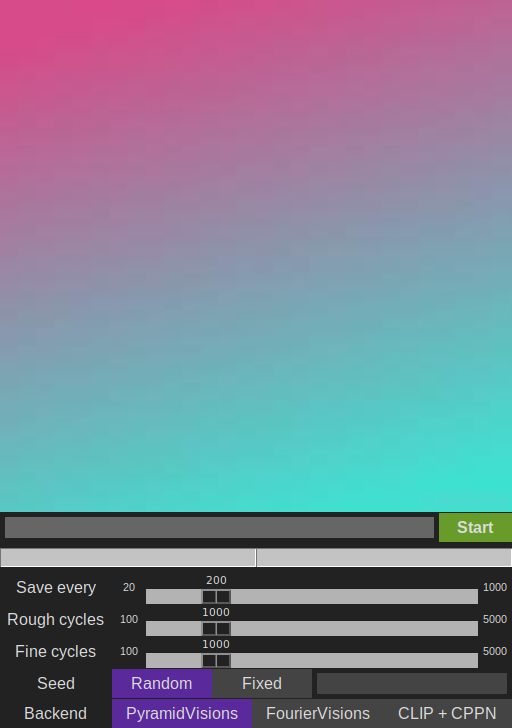 Start
200
Save every 20 1000
1000
Rough cycles 100 5000
1000
Fine cycles 100 5000
Seed Random Fixed
Backend PyramidVisions FourierVisions CLIP + CPPN